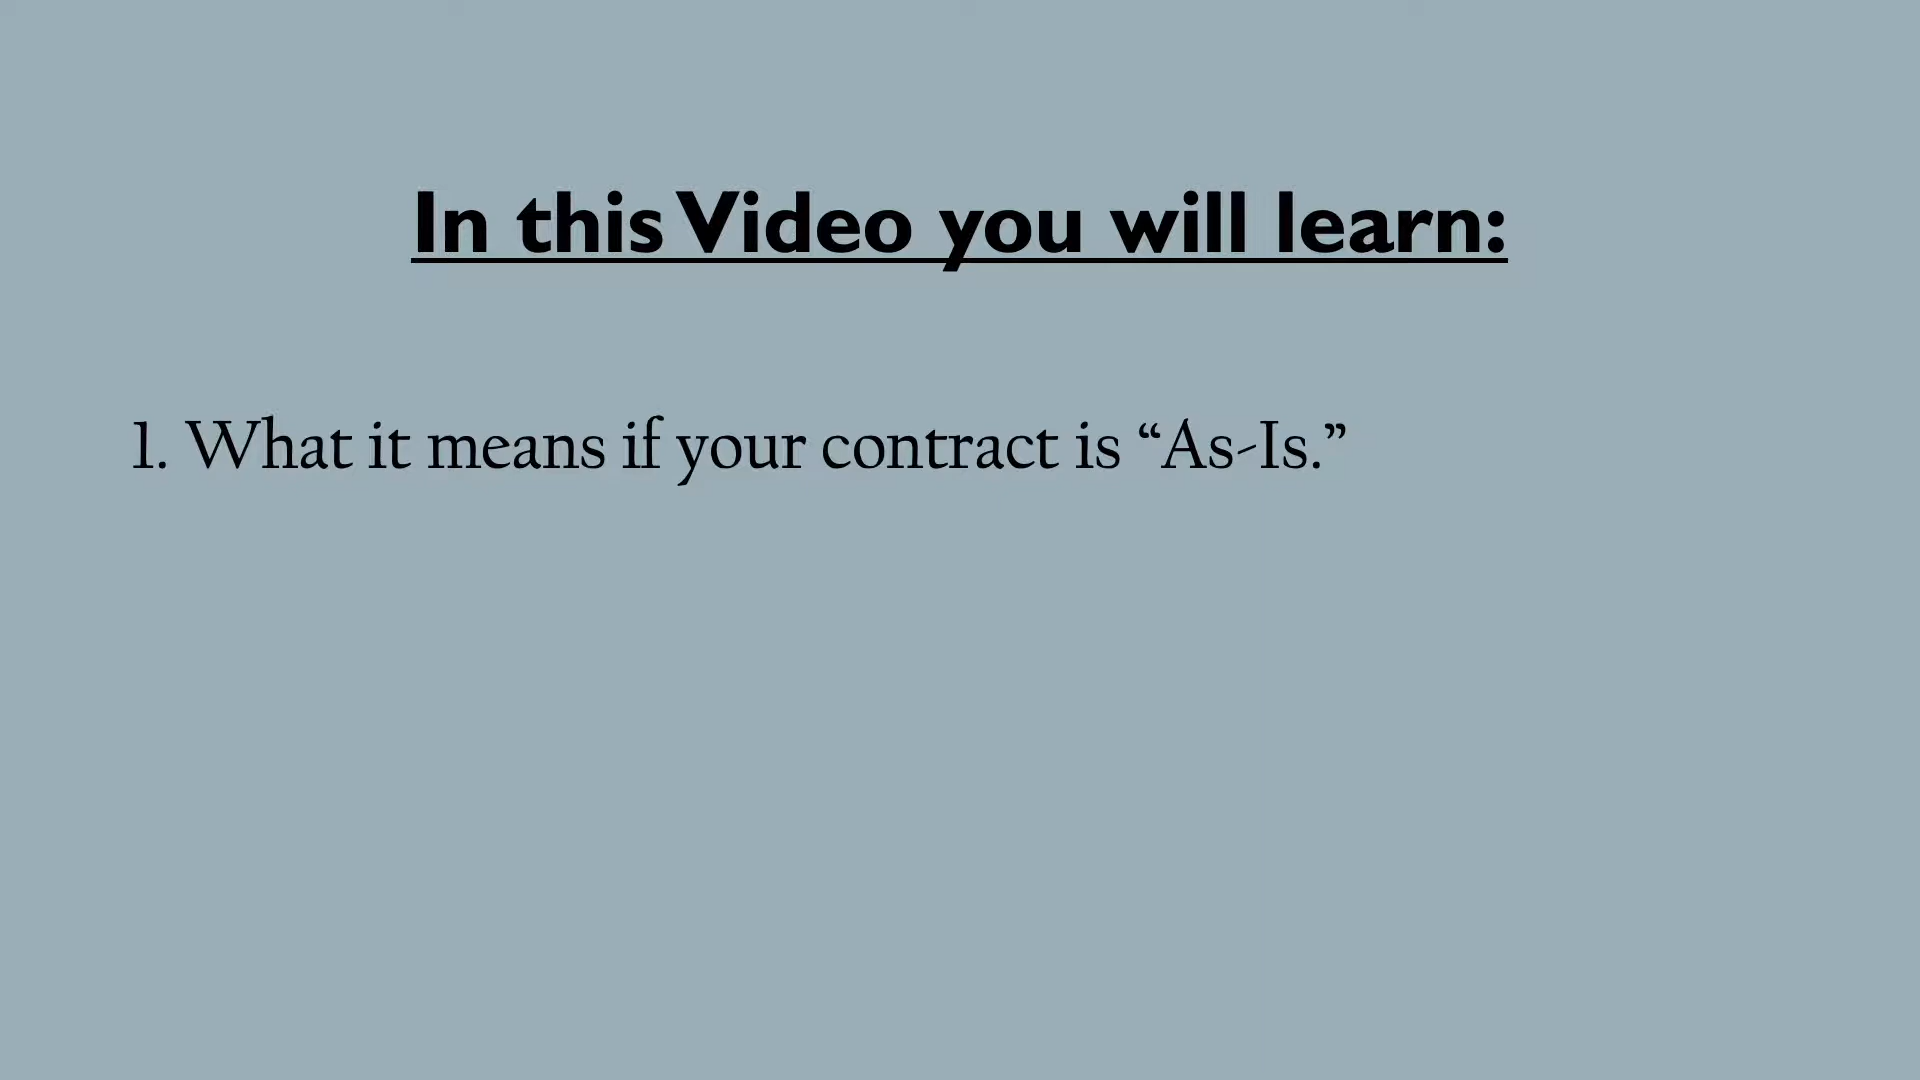 In this Video you will learn:
1. What it means if your contract is “As-Is.”